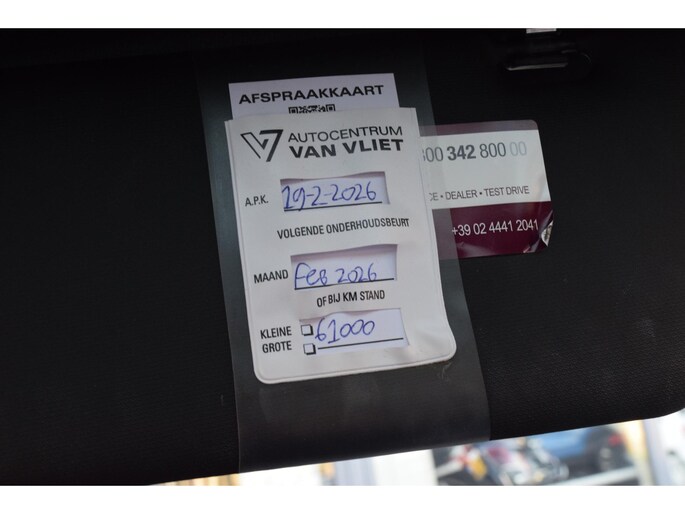 AFSPRAAKKAART
V7 AUTOCENTRUM
VAN VLIET
A.P.K. 19-2-2026
VOLGENDE ONDERHOUDSBEURT
MAAND Feb 2026
OF BIJ KM STAND
KLEINE 61000
GROTE
800 342 800 00
CE • DEALER • TEST DRIVE
+39 02 4441 2041